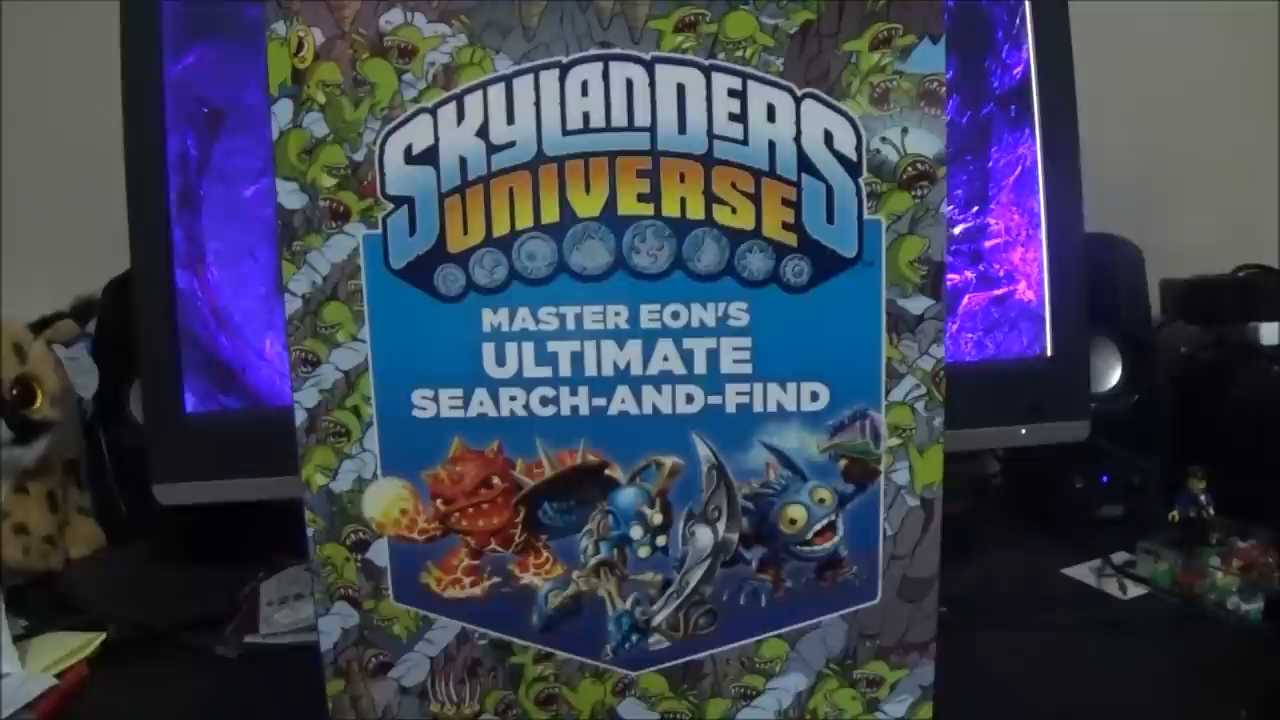 SKYLANDERS
UNIVERSE
MASTER EON'S
ULTIMATE
SEARCH-AND-FIND